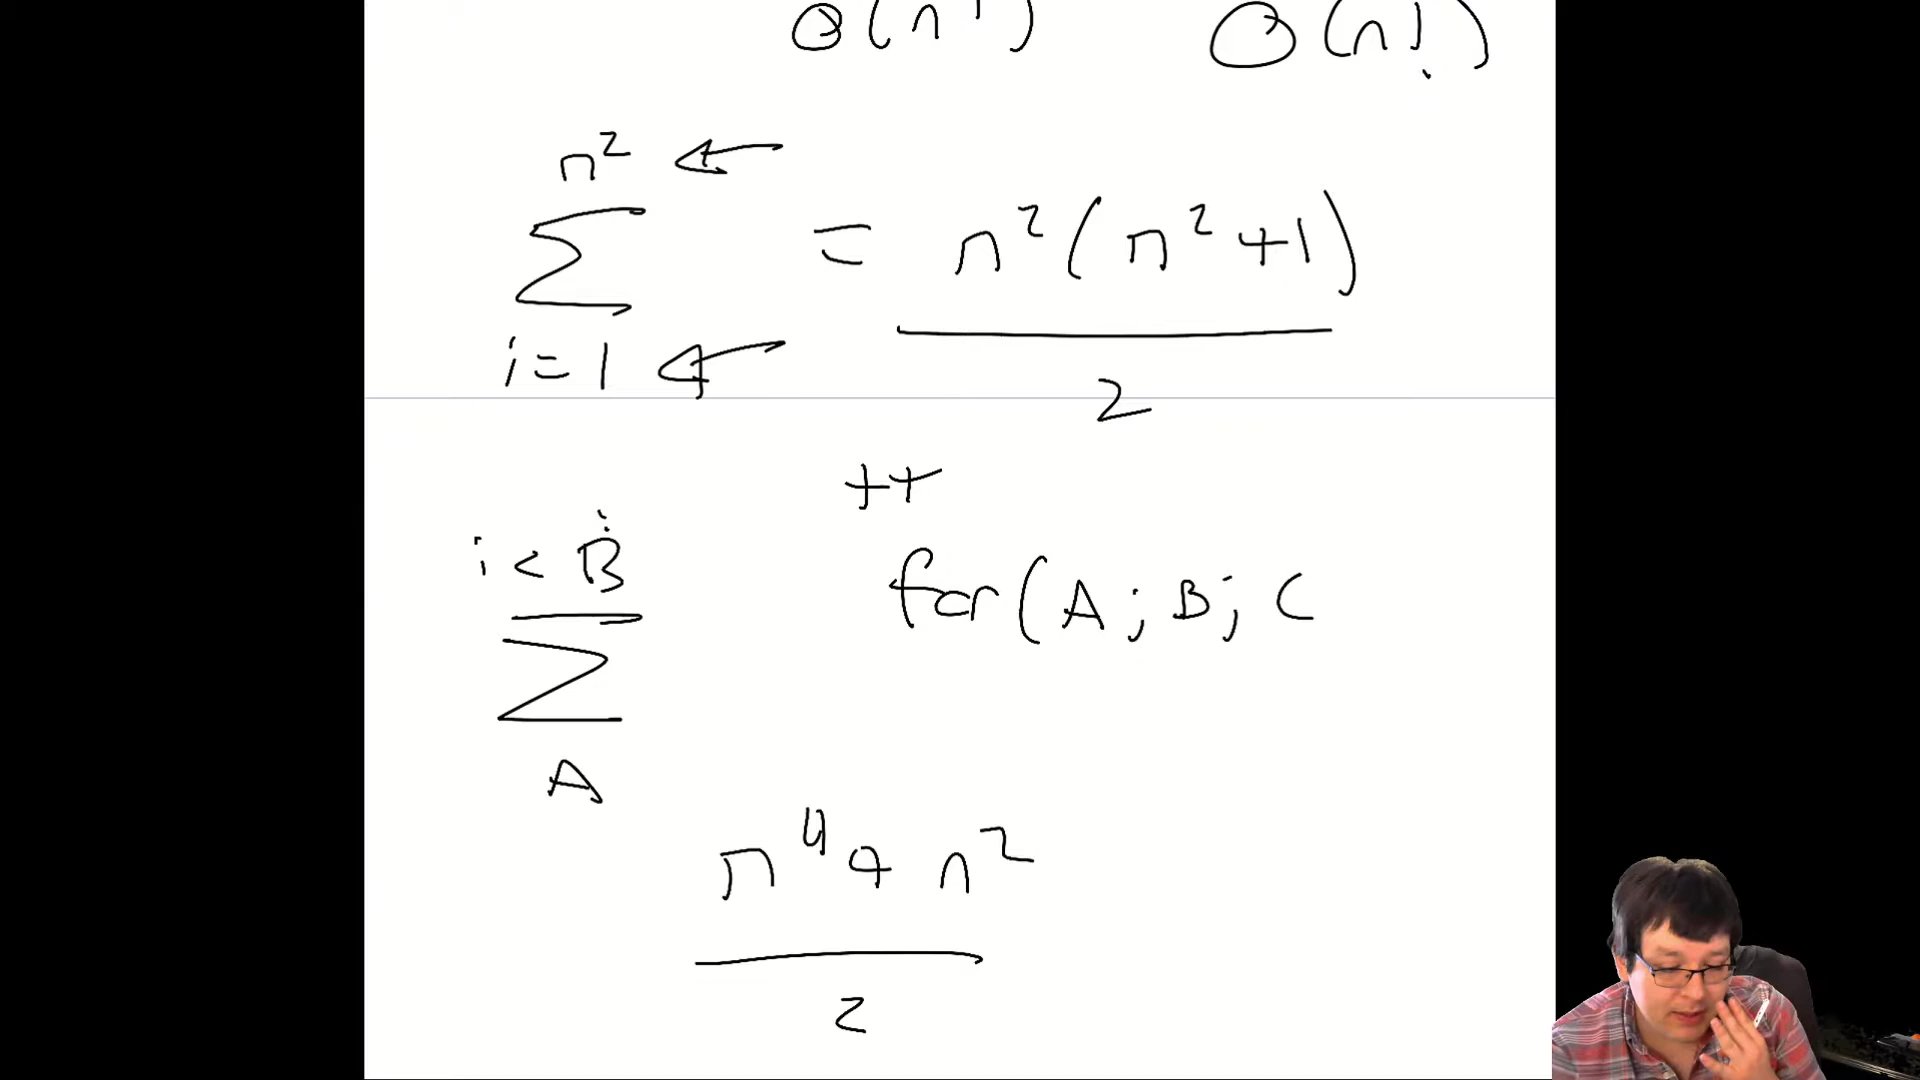 Θ(n!) Θ(n!)
n²
∑ = n²(n²+1)
i=1 2
++
i < B for(A; B; C
∑
A
n⁴ + n²
2